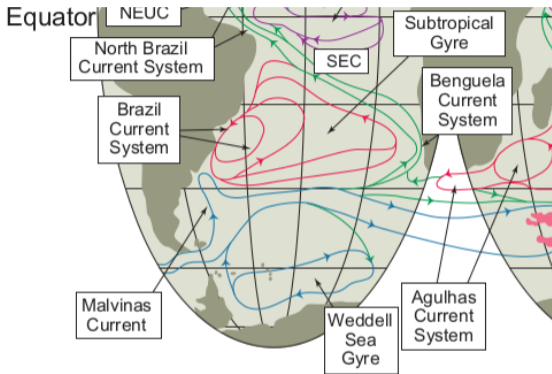 Equator
NEUC
North Brazil
Current System
SEC
Subtropical
Gyre
Brazil
Current
System
Benguela
Current
System
Malvinas
Current
Weddell
Sea
Gyre
Agulhas
Current
System